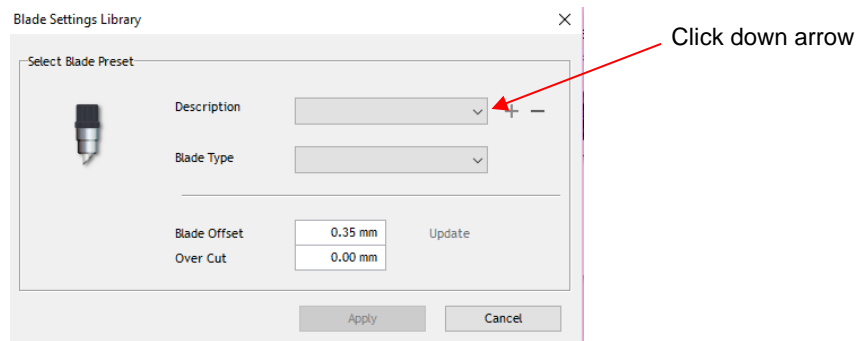 Blade Settings Library
Click down arrow
Select Blade Preset
Description
Blade Type
Blade Offset 0.35 mm Update
Over Cut 0.00 mm
Apply Cancel